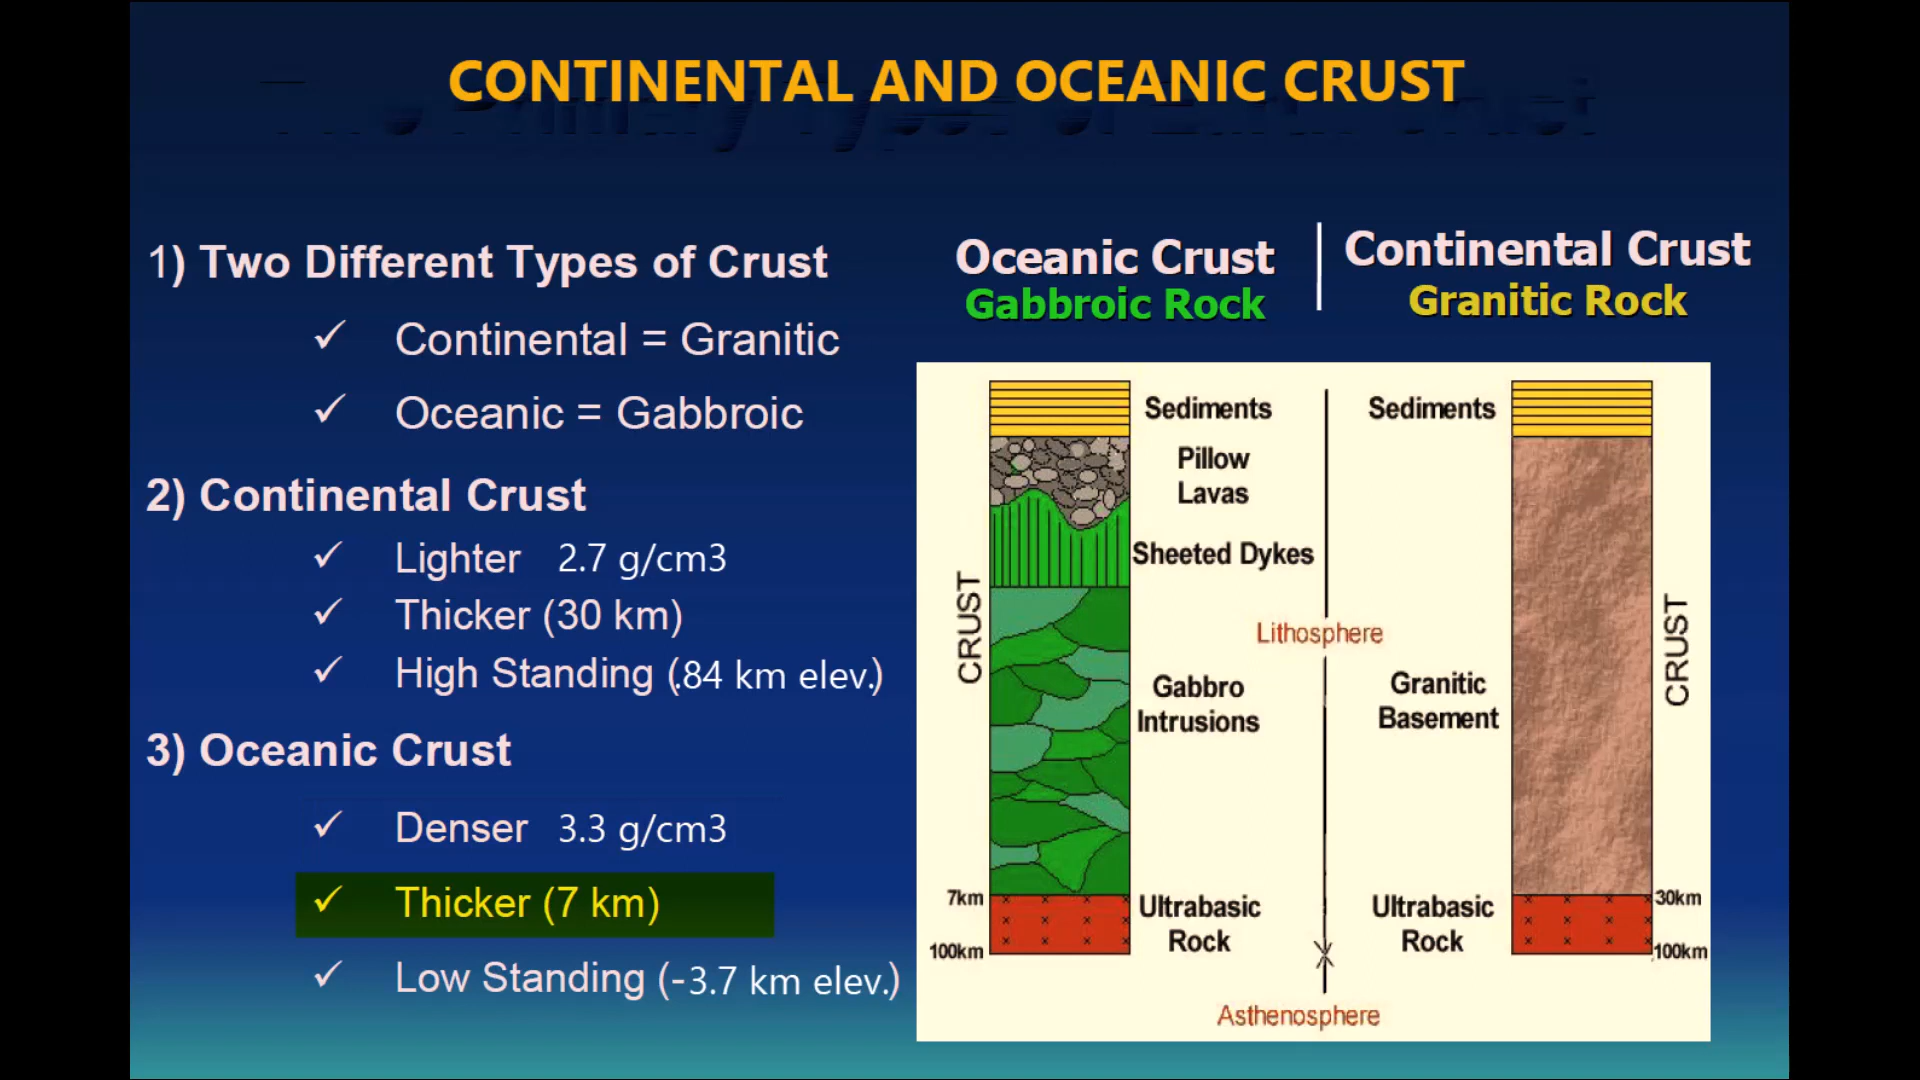 CONTINENTAL AND OCEANIC CRUST
1) Two Different Types of Crust
✓ Continental = Granitic
✓ Oceanic = Gabbroic
2) Continental Crust
✓ Lighter 2.7 g/cm3
✓ Thicker (30 km)
✓ High Standing (.84 km elev.)
3) Oceanic Crust
✓ Denser 3.3 g/cm3
✓ Thicker (7 km)
✓ Low Standing (-3.7 km elev.)
Oceanic Crust
Gabbroic Rock
Continental Crust
Granitic Rock
Sediments
Pillow
Lavas
Sheeted Dykes
CRUST
Gabbro
Intrusions
7km
Ultrabasic
Rock
100km
Lithosphere
Asthenosphere
Sediments
Granitic
Basement
CRUST
30km
Ultrabasic
Rock
100km